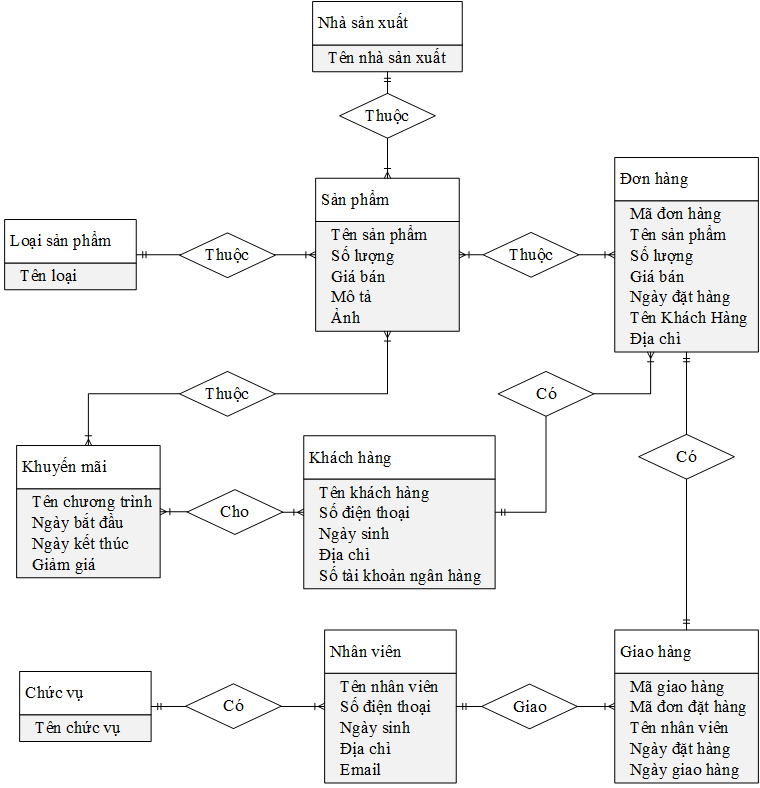 Nhà sản xuất
Tên nhà sản xuất
Thuộc
Sản phẩm
Tên sản phẩm
Số lượng
Giá bán
Mô tả
Ảnh
Đơn hàng
Mã đơn hàng
Tên sản phẩm
Số lượng
Giá bán
Ngày đặt hàng
Tên Khách Hàng
Địa chỉ
Loại sản phẩm
Tên loại
Thuộc
Thuộc
Thuộc
Có
Có
Khuyến mãi
Tên chương trình
Ngày bắt đầu
Ngày kết thúc
Giảm giá
Cho
Khách hàng
Tên khách hàng
Số điện thoại
Ngày sinh
Địa chỉ
Số tài khoản ngân hàng
Chức vụ
Tên chức vụ
Có
Nhân viên
Tên nhân viên
Số điện thoại
Ngày sinh
Địa chỉ
Email
Giao
Giao hàng
Mã giao hàng
Mã đơn đặt hàng
Tên nhân viên
Ngày đặt hàng
Ngày giao hàng